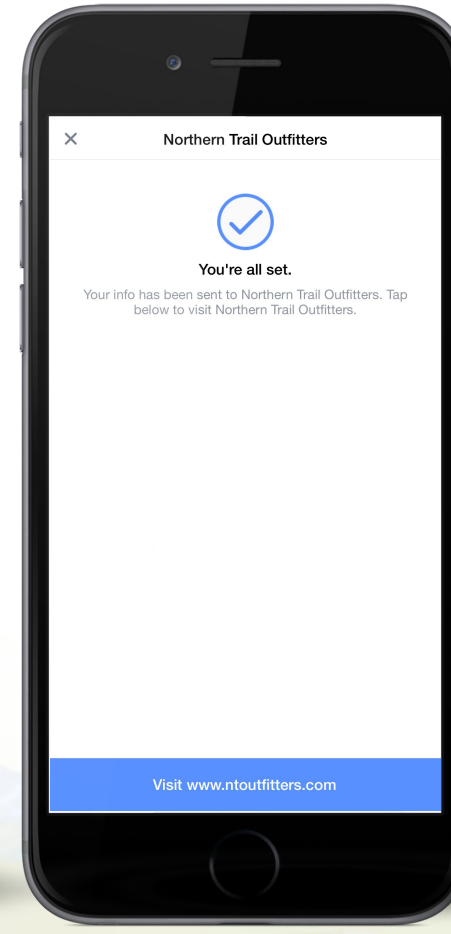 Northern Trail Outfitters
You're all set.
Your info has been sent to Northern Trail Outfitters. Tap
below to visit Northern Trail Outfitters.
Visit www.ntoutfitters.com